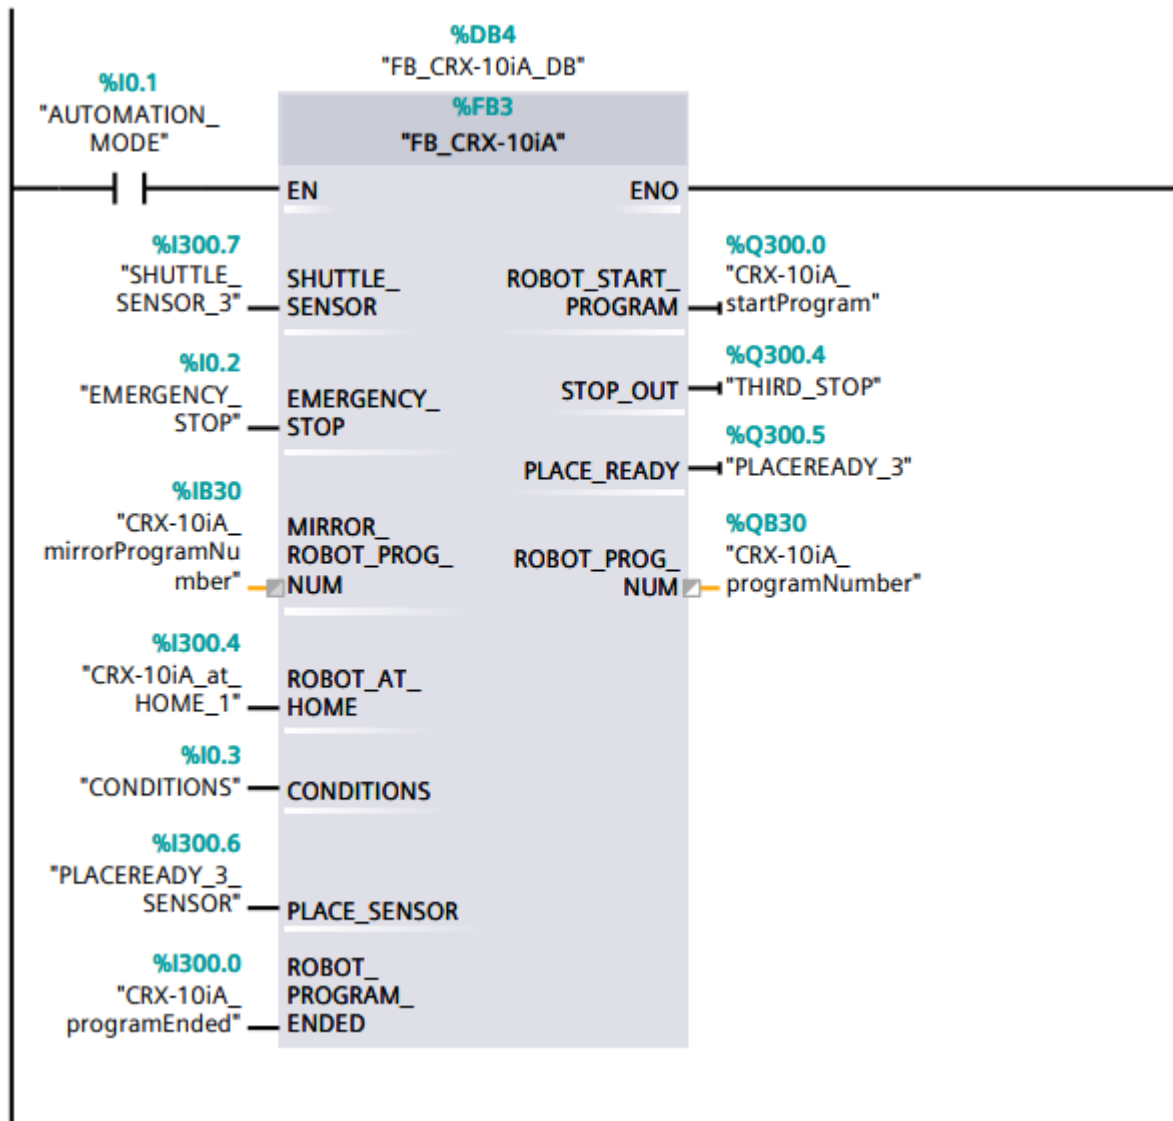 %DB4
"FB_CRX-10iA_DB"
%I0.1
"AUTOMATION_
MODE"
%FB3
"FB_CRX-10iA"
EN
ENO
%I300.7
"SHUTTLE_
SENSOR_3"
SHUTTLE_
SENSOR
ROBOT_START_
PROGRAM
%Q300.0
"CRX-10iA_
startProgram"
%I0.2
"EMERGENCY_
STOP"
EMERGENCY_
STOP
STOP_OUT
%Q300.4
"THIRD_STOP"
PLACE_READY
%Q300.5
"PLACEREADY_3"
%IB30
"CRX-10iA_
mirrorProgramNu
mber"
MIRROR_
ROBOT_PROG_
NUM
ROBOT_PROG_
NUM
%QB30
"CRX-10iA_
programNumber"
%I300.4
"CRX-10iA_at_
HOME_1"
ROBOT_AT_
HOME
%I0.3
"CONDITIONS"
CONDITIONS
%I300.6
"PLACEREADY_3_
SENSOR"
PLACE_SENSOR
%I300.0
"CRX-10iA_
programEnded"
ROBOT_
PROGRAM_
ENDED